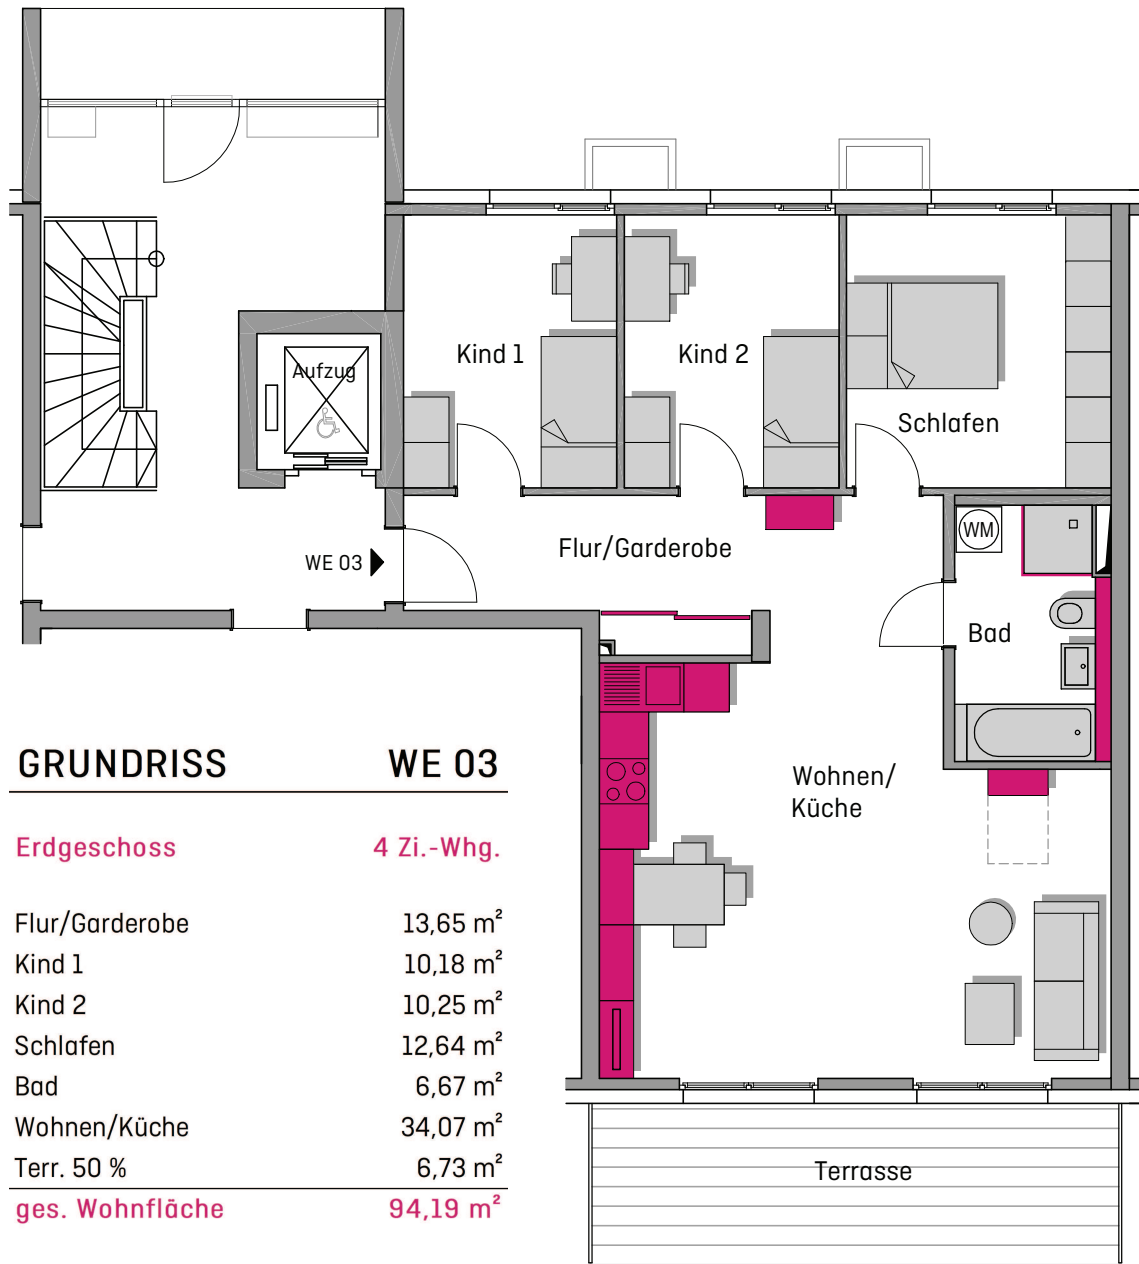 Kind 1
Kind 2
Aufzug
Schlafen
WM
Flur/Garderobe
WE 03
Bad
Wohnen/
Küche
Terrasse
GRUNDRISS WE 03
Erdgeschoss 4 Zi.-Whg.
Flur/Garderobe 13,65 m²
Kind 1 10,18 m²
Kind 2 10,25 m²
Schlafen 12,64 m²
Bad 6,67 m²
Wohnen/Küche 34,07 m²
Terr. 50 % 6,73 m²
ges. Wohnfläche 94,19 m²